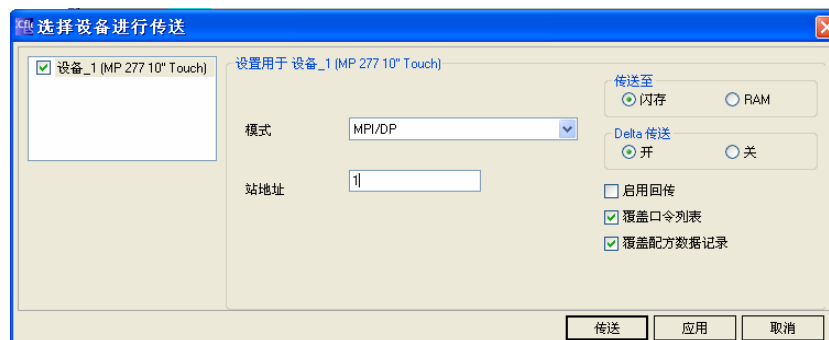 选择设备进行传送
设备_1 (MP 277 10" Touch)
设置用于 设备_1 (MP 277 10" Touch)
模式
MPI/DP
站地址
1
传送至
闪存
RAM
Delta 传送
开
关
启用回传
覆盖口令列表
覆盖配方数据记录
传送
应用
取消